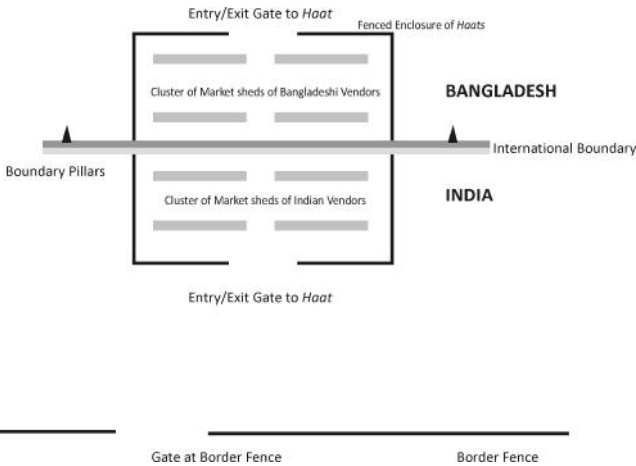 Entry/Exit Gate to Haat
Fenced Enclosure of Haats
Cluster of Market sheds of Bangladeshi Vendors
BANGLADESH
International Boundary
Boundary Pillars
INDIA
Cluster of Market sheds of Indian Vendors
Entry/Exit Gate to Haat
Gate at Border Fence
Border Fence